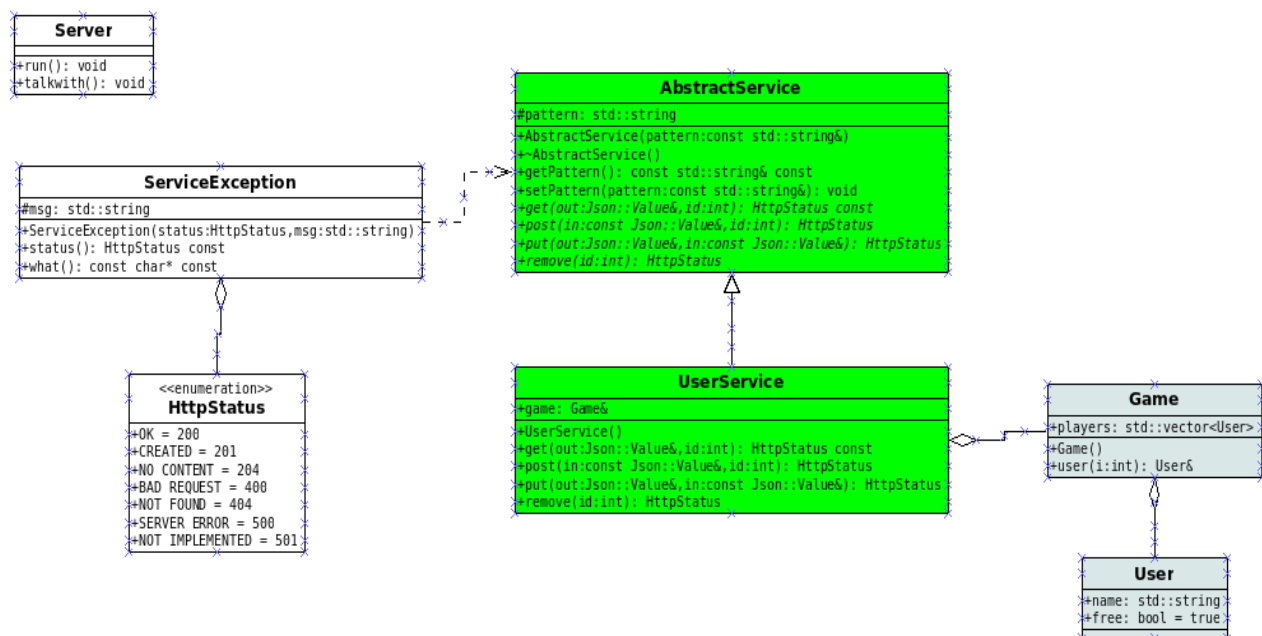 Server
+run(): void
+talkwith(): void
AbstractService
#pattern: std::string
+AbstractService(pattern:const std::string&)
+~AbstractService()
+getPattern(): const std::string& const
+setPattern(pattern:const std::string&): void
+get(out:Json::Value&,id:int): HttpStatus const
+post(in:const Json::Value&,id:int): HttpStatus
+put(out:Json::Value&,in:const Json::Value&): HttpStatus
+remove(id:int): HttpStatus
ServiceException
#msg: std::string
+ServiceException(status:HttpStatus,msg:std::string)
+status(): HttpStatus const
+what(): const char* const
<<enumeration>>
HttpStatus
+OK = 200
+CREATED = 201
+NO CONTENT = 204
+BAD REQUEST = 400
+NOT FOUND = 404
+SERVER ERROR = 500
+NOT IMPLEMENTED = 501
UserService
+game: Game&
+UserService()
+get(out:Json::Value&,id:int): HttpStatus const
+post(in:const Json::Value&,id:int): HttpStatus
+put(out:Json::Value&,in:const Json::Value&): HttpStatus
+remove(id:int): HttpStatus
Game
+players: std::vector<User>
+Game()
+user(i:int): User&
User
+name: std::string
+free: bool = true